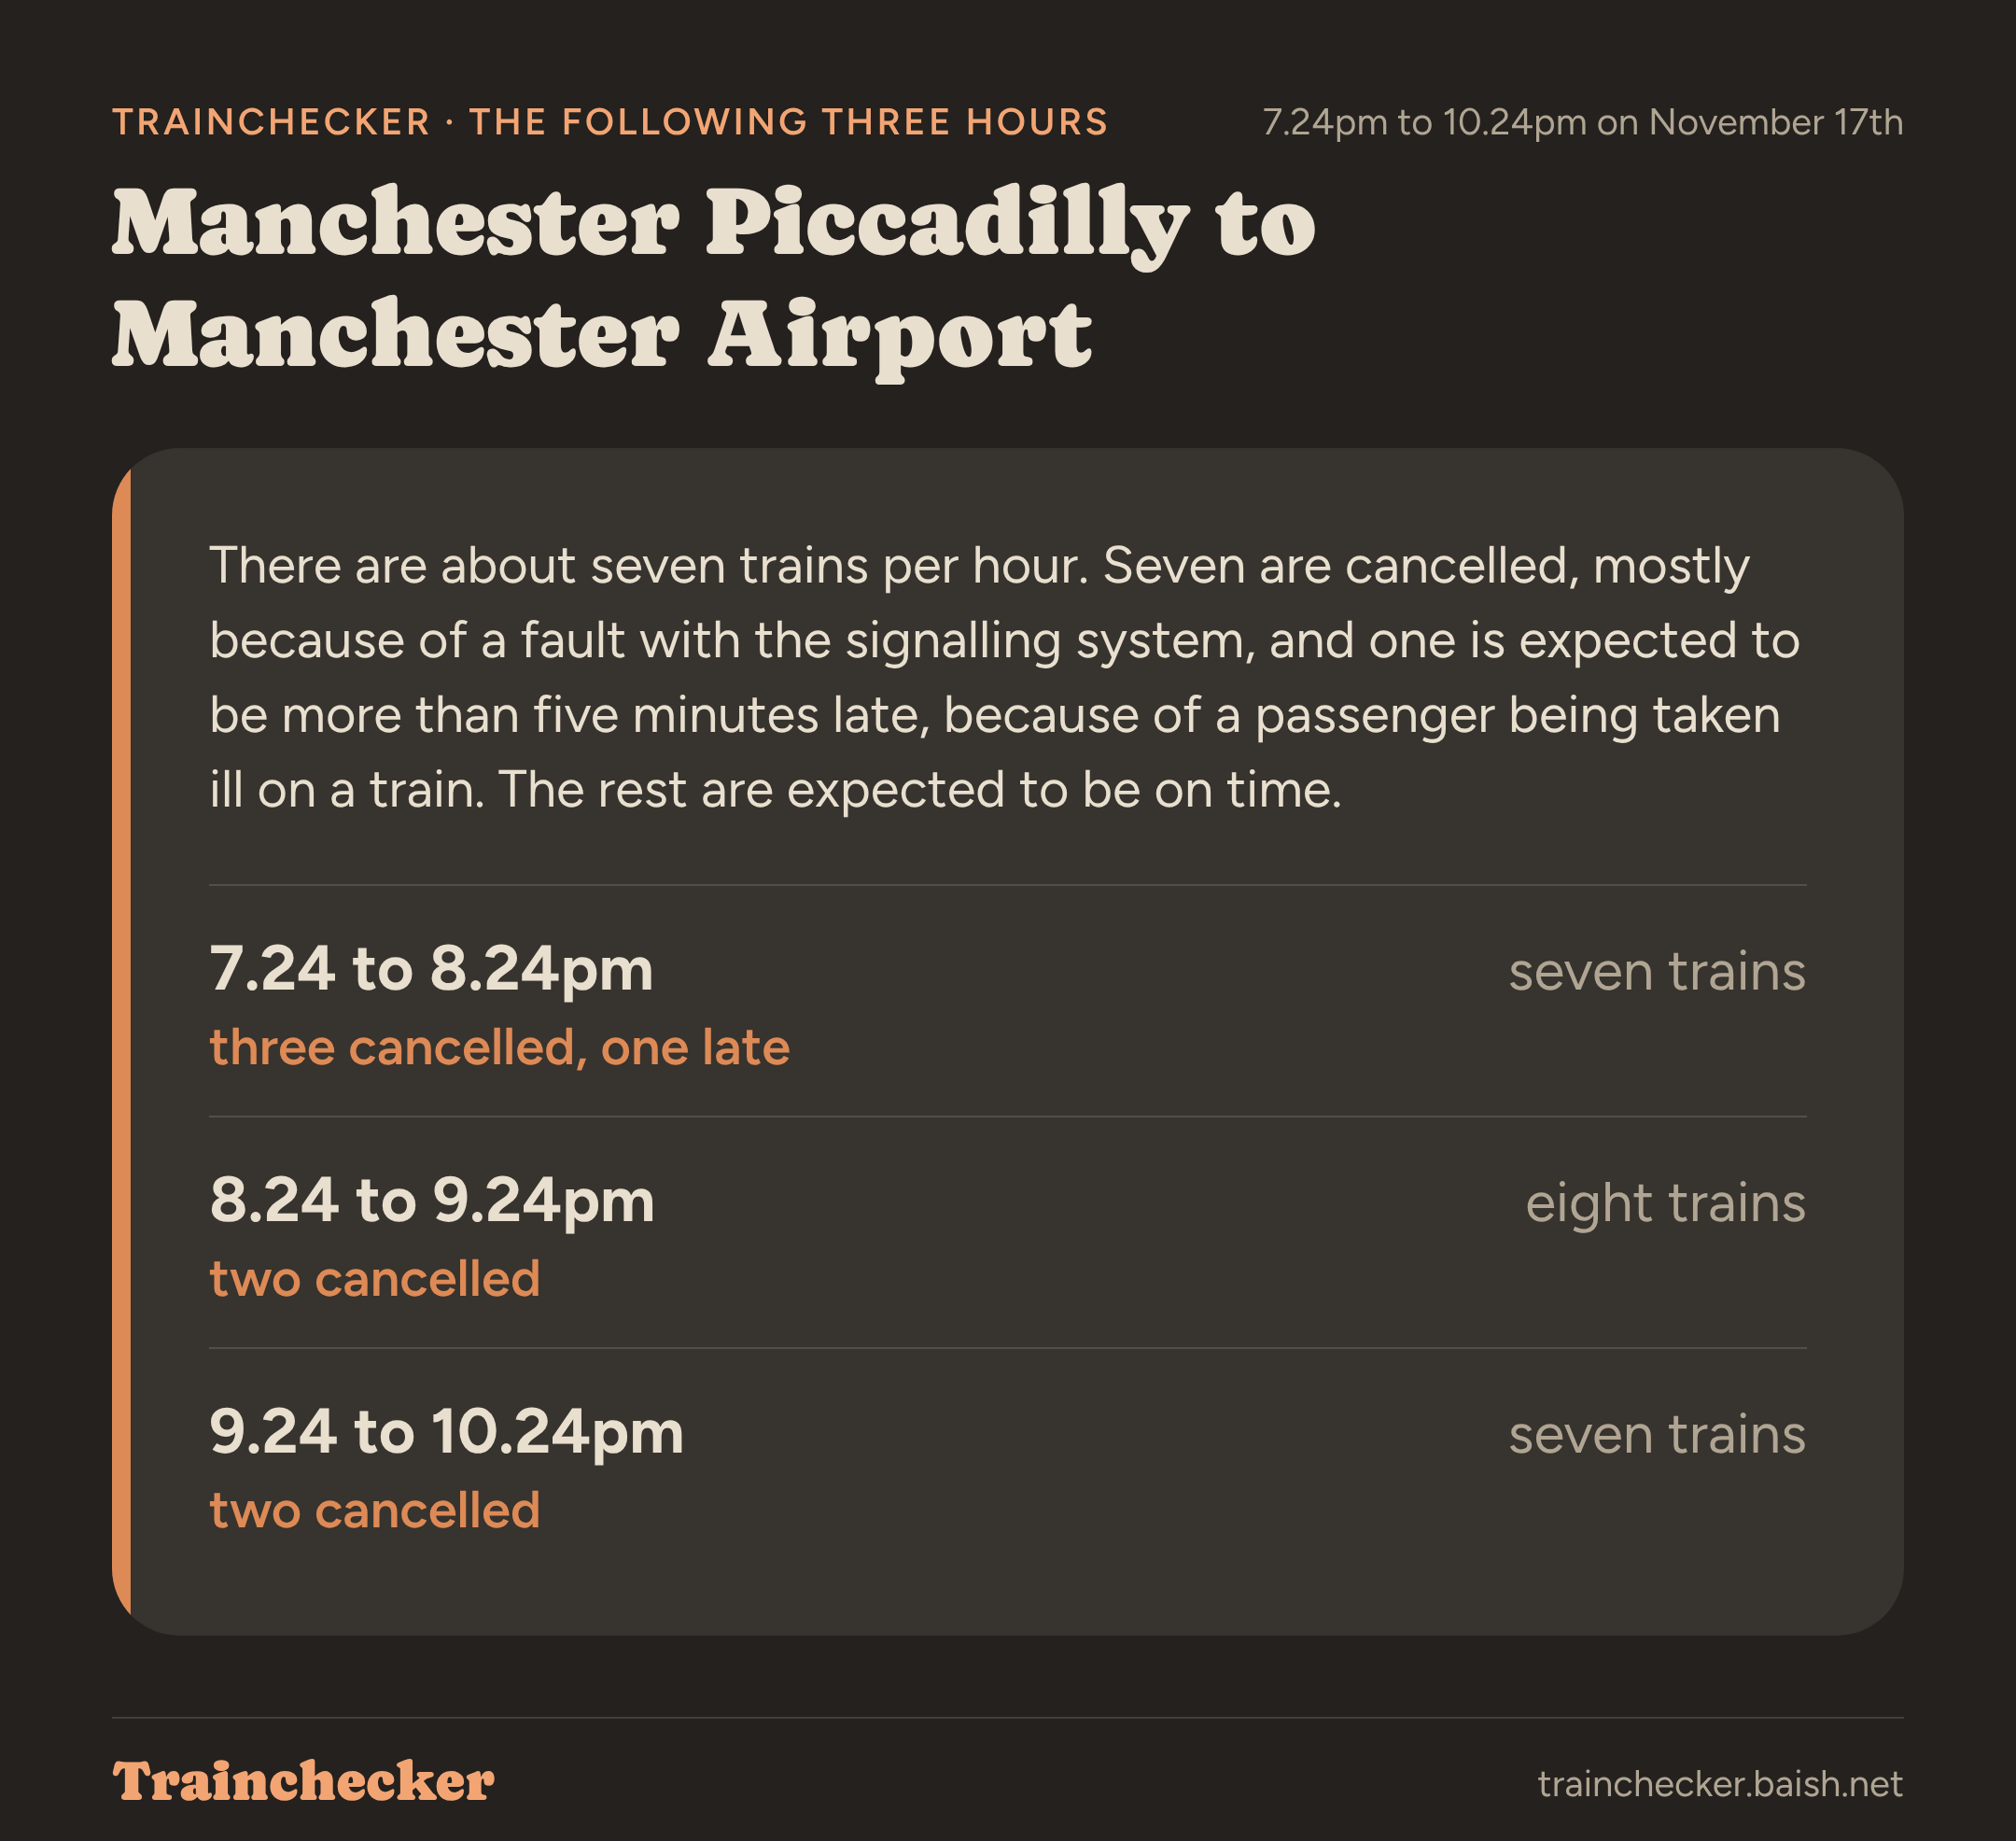 TRAINCHECKER · THE FOLLOWING THREE HOURS
7.24pm to 10.24pm on November 17th
Manchester Piccadilly to
Manchester Airport
There are about seven trains per hour. Seven are cancelled, mostly
because of a fault with the signalling system, and one is expected to
be more than five minutes late, because of a passenger being taken
ill on a train. The rest are expected to be on time.
7.24 to 8.24pm
seven trains
three cancelled, one late
8.24 to 9.24pm
eight trains
two cancelled
9.24 to 10.24pm
seven trains
two cancelled
Trainchecker
trainchecker.baish.net